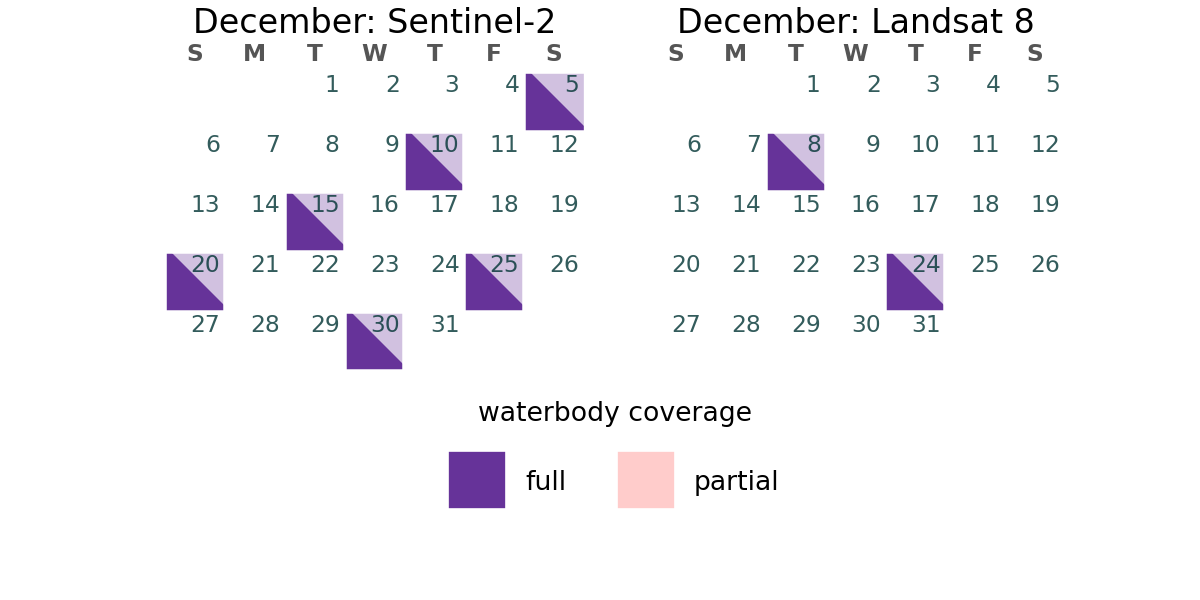 December: Sentinel-2
S M T W T F S
1 2 3 4 5
6 7 8 9 10 11 12
13 14 15 16 17 18 19
20 21 22 23 24 25 26
27 28 29 30 31
December: Landsat 8
S M T W T F S
1 2 3 4 5
6 7 8 9 10 11 12
13 14 15 16 17 18 19
20 21 22 23 24 25 26
27 28 29 30 31
waterbody coverage
full partial